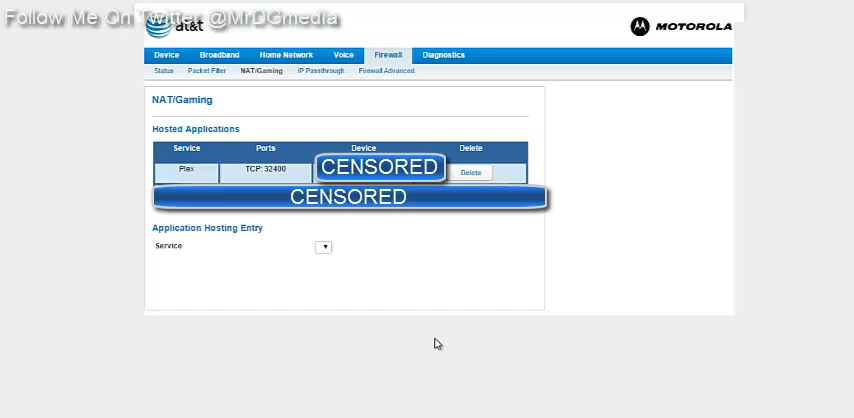 Follow Me On Twitter @MrDGmedia
at&t
MOTOROLA
Device Broadband Home Network Voice Firewall Diagnostics
Status Packet Filter NAT/Gaming IP Passthrough Firewall Advanced
NAT/Gaming
Hosted Applications
Service Ports Device Delete
Plex TCP: 32400 CENSORED Delete
CENSORED
Application Hosting Entry
Service